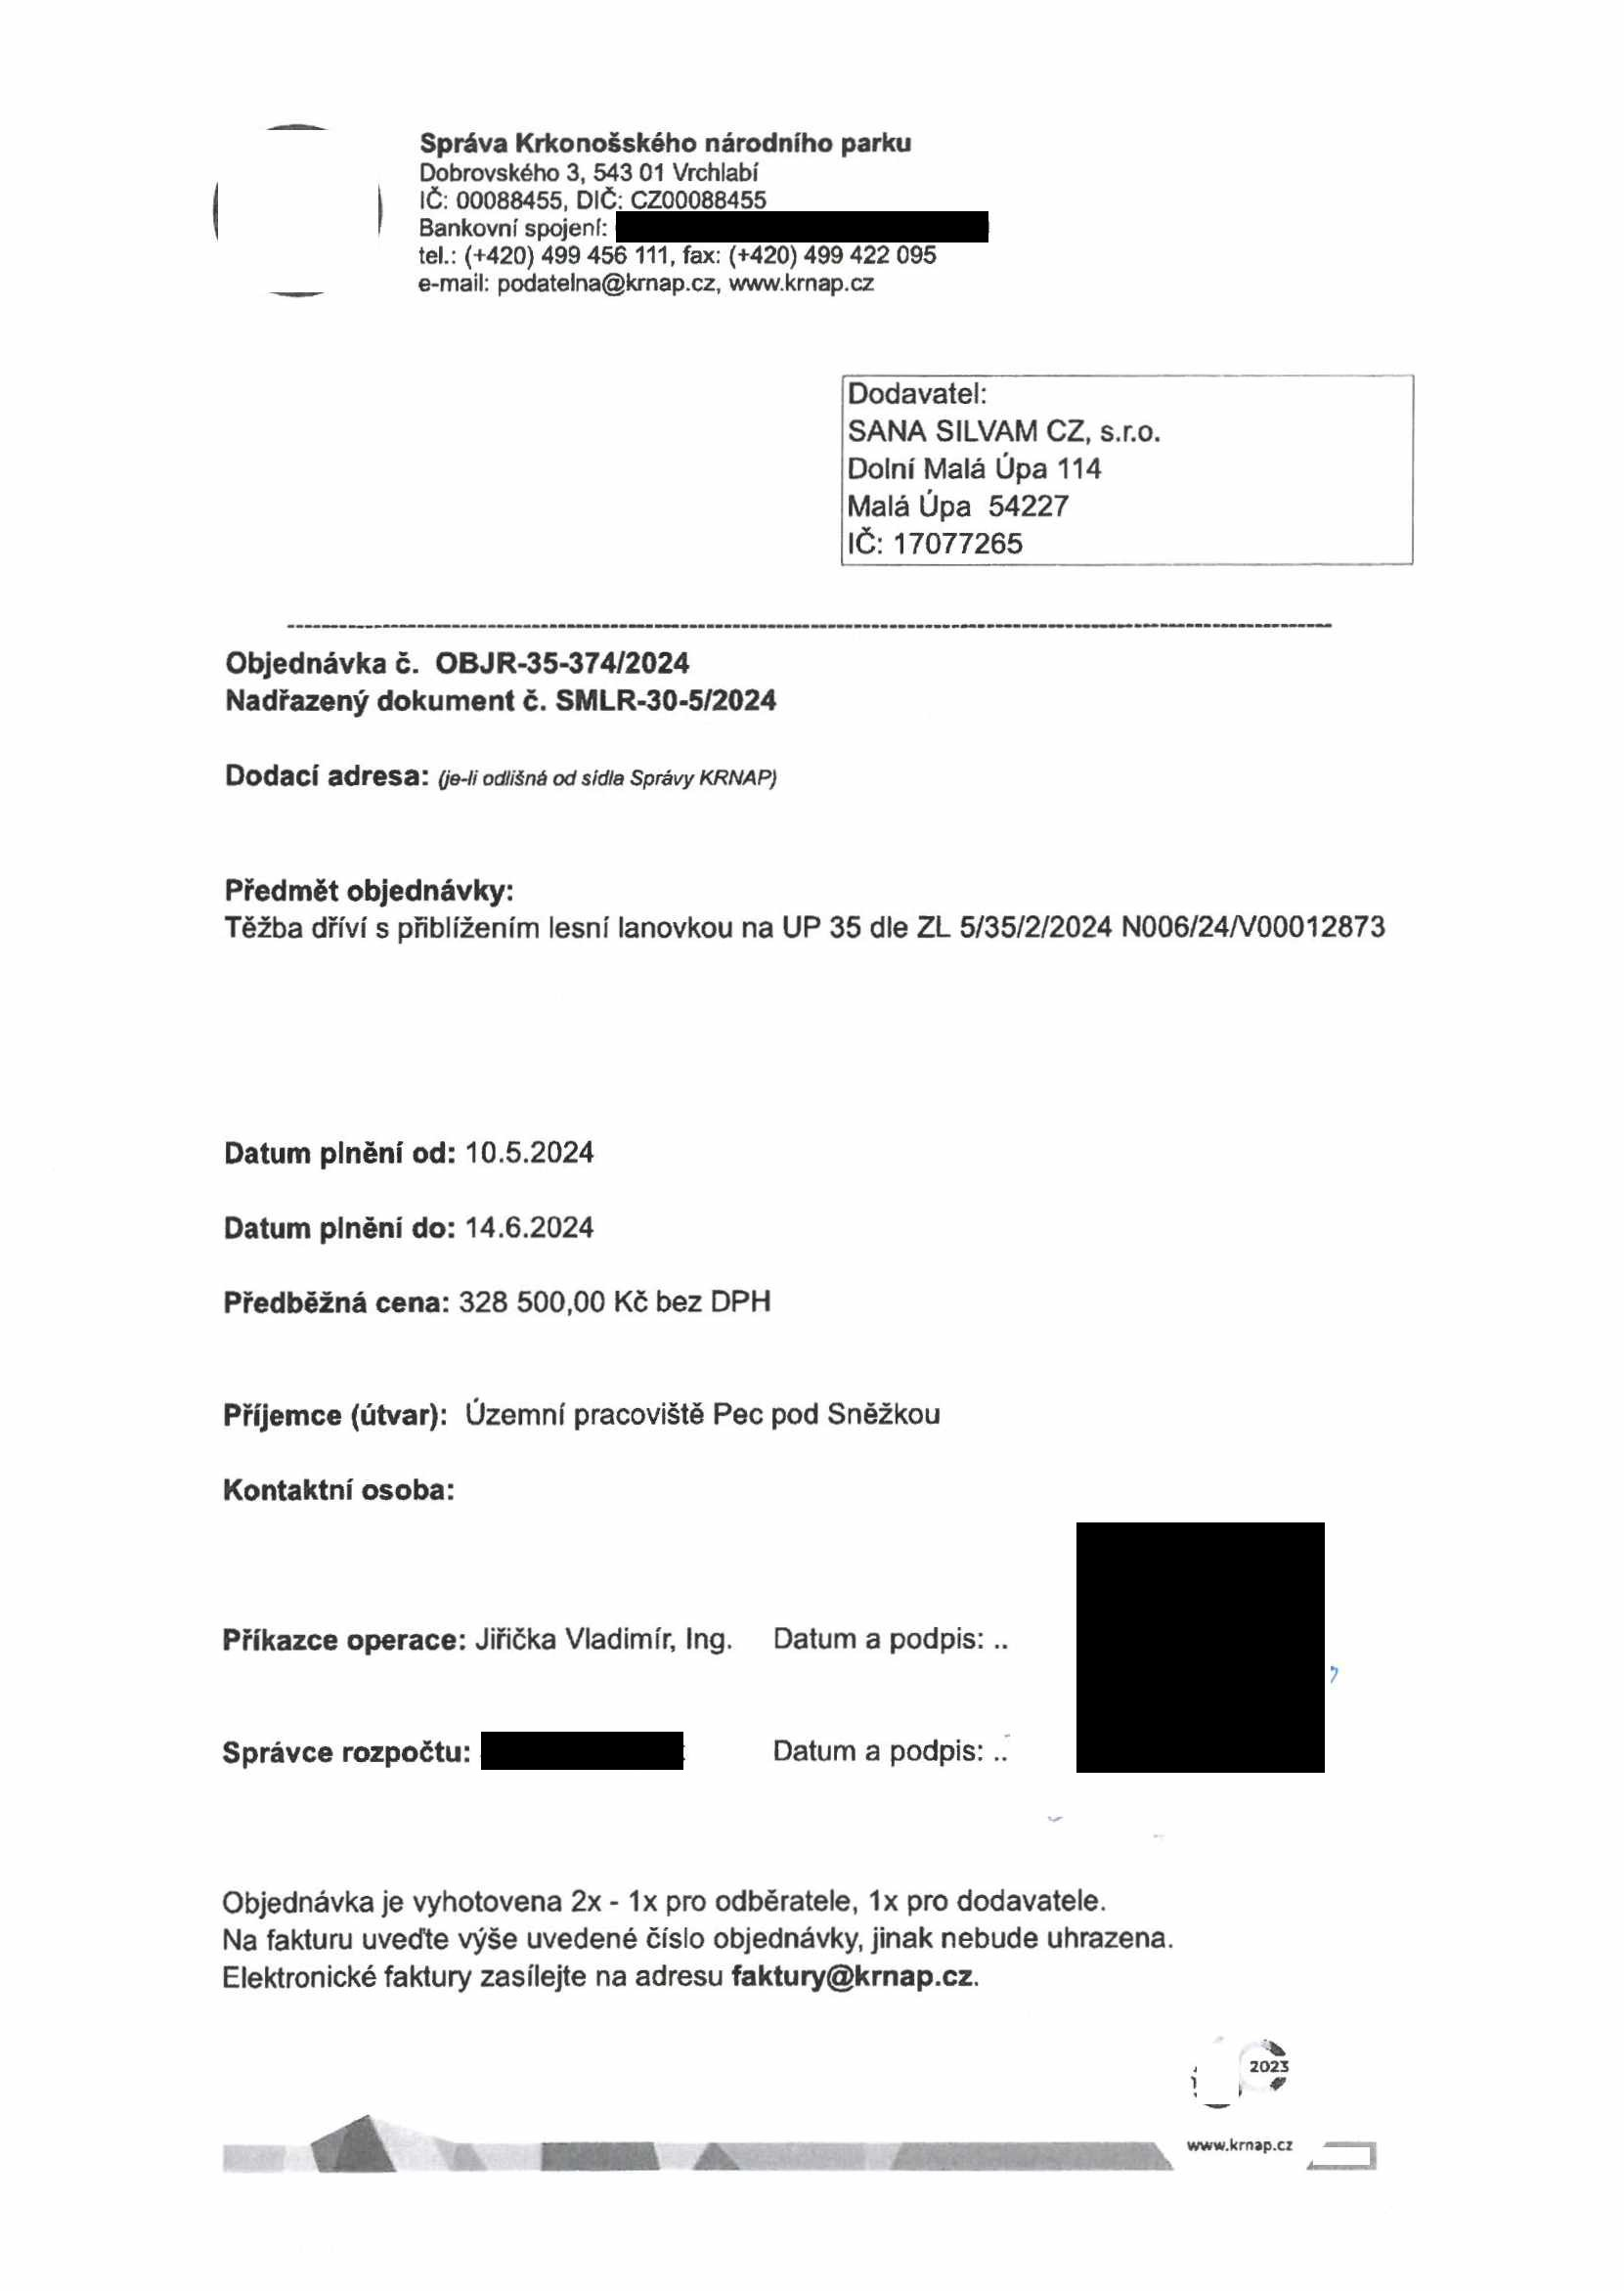 Správa Krkonošského národního parku
Dobrovského 3, 543 01 Vrchlabí
IČ: 00088455, DIČ: CZ00088455
Bankovní spojení:
tel.: (+420) 499 456 111, fax: (+420) 499 422 095
e-mail: podatelna@krnap.cz, www.krnap.cz
Dodavatel:
SANA SILVAM CZ, s.r.o.
Dolní Malá Úpa 114
Malá Úpa 54227
IČ: 17077265
Objednávka č. OBJR-35-374/2024
Nadřazený dokument č. SMLR-30-5/2024
Dodací adresa: (je-li odlišná od sídla Správy KRNAP)
Předmět objednávky:
Těžba dříví s přiblížením lesní lanovkou na UP 35 dle ZL 5/35/2/2024 N006/24/V00012873
Datum plnění od: 10.5.2024
Datum plnění do: 14.6.2024
Předběžná cena: 328 500,00 Kč bez DPH
Příjemce (útvar): Územní pracoviště Pec pod Sněžkou
Kontaktní osoba:
Příkazce operace: Jiřička Vladimír, Ing. Datum a podpis: ..
Správce rozpočtu: Datum a podpis: ..
Objednávka je vyhotovena 2x - 1x pro odběratele, 1x pro dodavatele.
Na fakturu uveďte výše uvedené číslo objednávky, jinak nebude uhrazena.
Elektronické faktury zasílejte na adresu faktury@krnap.cz.
2023
www.krnap.cz